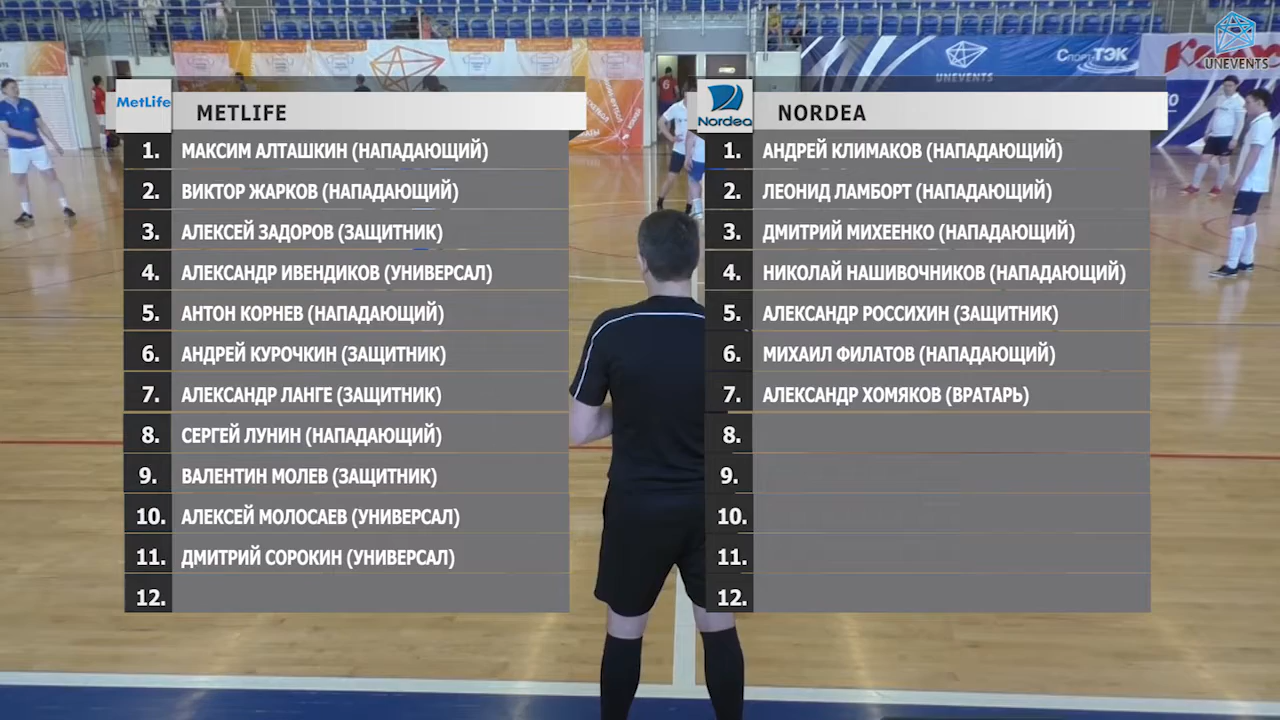 UNEVENTS
СпортТЭК
UNEVENTS
MetLife
METLIFE
1. МАКСИМ АЛТАШКИН (НАПАДАЮЩИЙ)
2. ВИКТОР ЖАРКОВ (НАПАДАЮЩИЙ)
3. АЛЕКСЕЙ ЗАДОРОВ (ЗАЩИТНИК)
4. АЛЕКСАНДР ИВЕНДИКОВ (УНИВЕРСАЛ)
5. АНТОН КОРНЕВ (НАПАДАЮЩИЙ)
6. АНДРЕЙ КУРОЧКИН (ЗАЩИТНИК)
7. АЛЕКСАНДР ЛАНГЕ (ЗАЩИТНИК)
8. СЕРГЕЙ ЛУНИН (НАПАДАЮЩИЙ)
9. ВАЛЕНТИН МОЛЕВ (ЗАЩИТНИК)
10. АЛЕКСЕЙ МОЛОСАЕВ (УНИВЕРСАЛ)
11. ДМИТРИЙ СОРОКИН (УНИВЕРСАЛ)
12.
Nordea
NORDEA
1. АНДРЕЙ КЛИМАКОВ (НАПАДАЮЩИЙ)
2. ЛЕОНИД ЛАМБОРТ (НАПАДАЮЩИЙ)
3. ДМИТРИЙ МИХЕЕНКО (НАПАДАЮЩИЙ)
4. НИКОЛАЙ НАШИВОЧНИКОВ (НАПАДАЮЩИЙ)
5. АЛЕКСАНДР РОССИХИН (ЗАЩИТНИК)
6. МИХАИЛ ФИЛАТОВ (НАПАДАЮЩИЙ)
7. АЛЕКСАНДР ХОМЯКОВ (ВРАТАРЬ)
8.
9.
10.
11.
12.